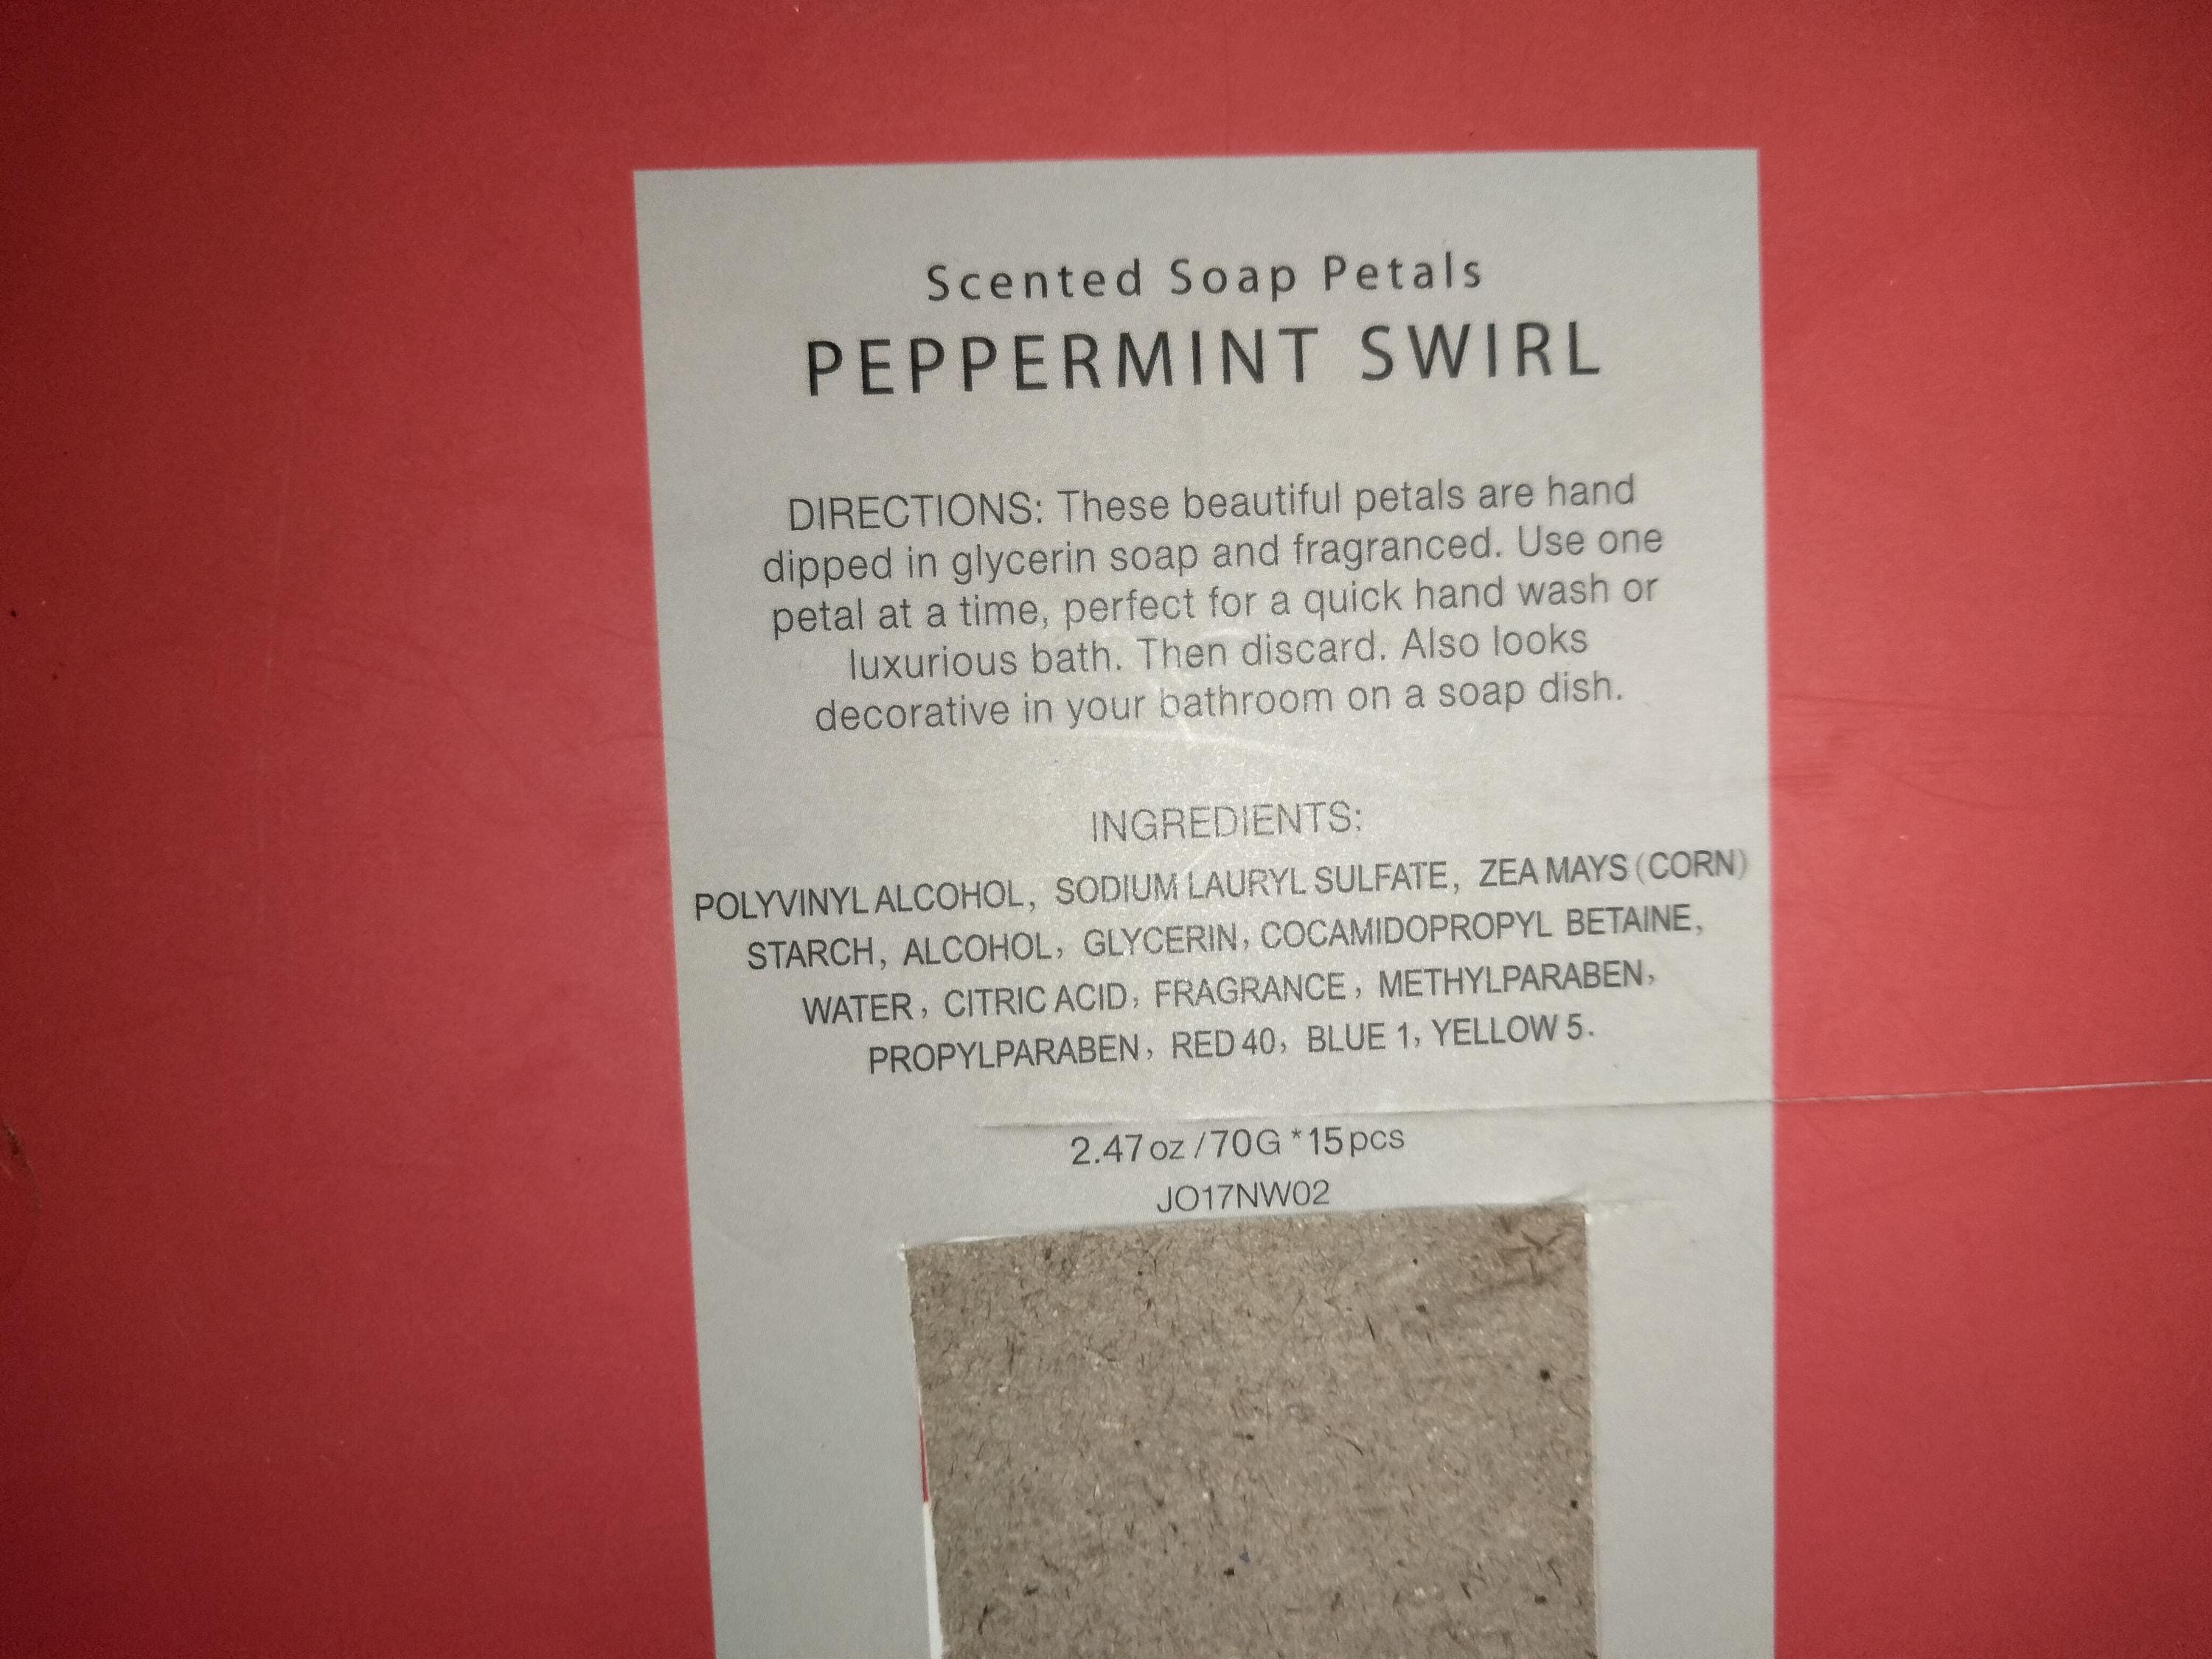 Scented Soap Petals
PEPPERMINT SWIRL
DIRECTIONS: These beautiful petals are hand
dipped in glycerin soap and fragranced. Use one
petal at a time, perfect for a quick hand wash or
luxurious bath. Then discard. Also looks
decorative in your bathroom on a soap dish.
INGREDIENTS:
POLYVINYL ALCOHOL, SODIUM LAURYL SULFATE, ZEA MAYS (CORN)
STARCH, ALCOHOL, GLYCERIN, COCAMIDOPROPYL BETAINE,
WATER, CITRIC ACID, FRAGRANCE, METHYLPARABEN,
PROPYLPARABEN, RED 40, BLUE 1, YELLOW 5.
2.47 oz / 70G *15pcs
JO17NW02